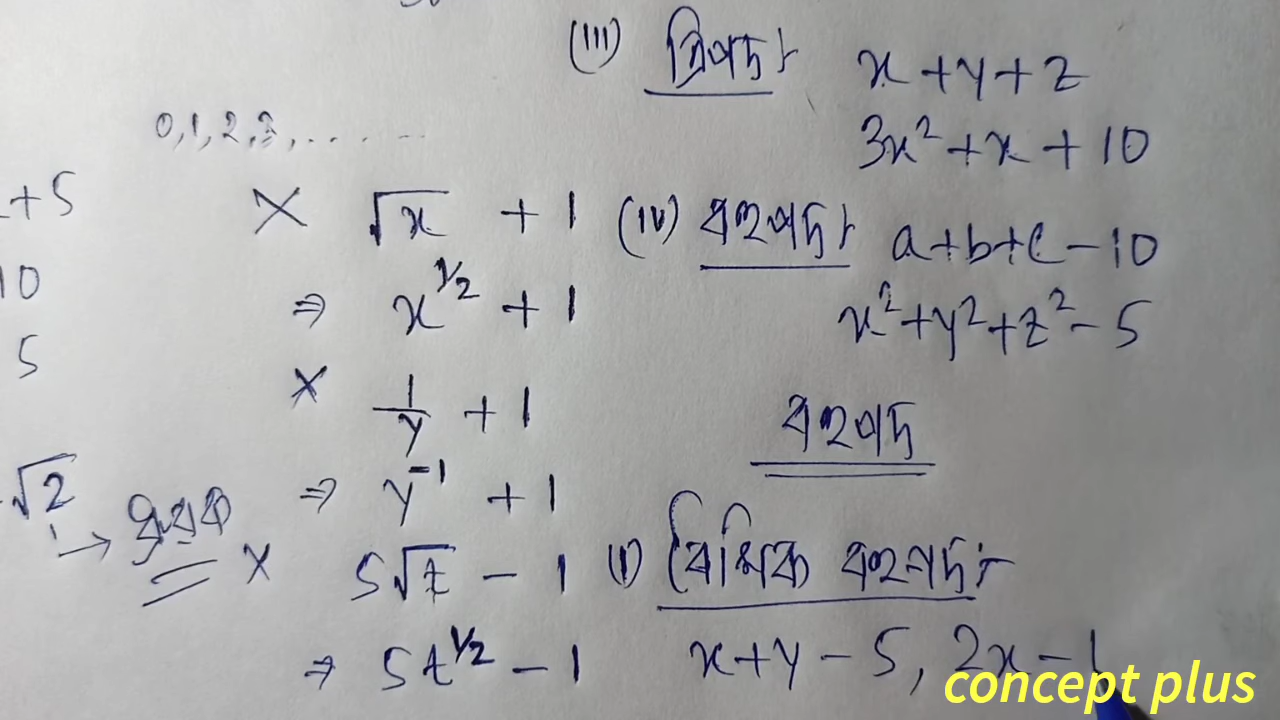 (III) ত্রিপদ÷ x + y + z
0, 1, 2, 3, . . . . . .
3x² + x + 10
+ 5
× √x + 1
(IV) বহুপদ÷ a + b + c - 10
10
⇒ x^1/2 + 1
x² + y² + z² - 5
5
× 1/y + 1
বহুপদ
√2 → ধ্রুবক
⇒ y⁻¹ + 1
× 5√t - 1
(I) রৈখিক বহুপদ÷
⇒ 5t^1/2 - 1
x + y - 5, 2x - 1
concept plus